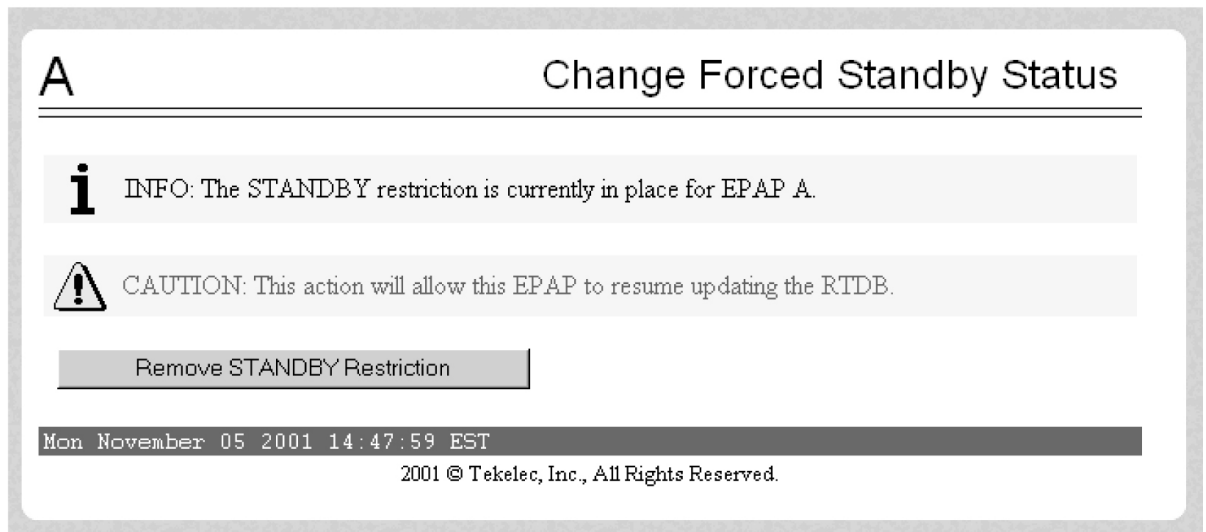 A
Change Forced Standby Status
INFO: The STANDBY restriction is currently in place for EPAP A.
CAUTION: This action will allow this EPAP to resume updating the RTDB.
Remove STANDBY Restriction
Mon November 05 2001 14:47:59 EST
2001 © Tekelec, Inc., All Rights Reserved.